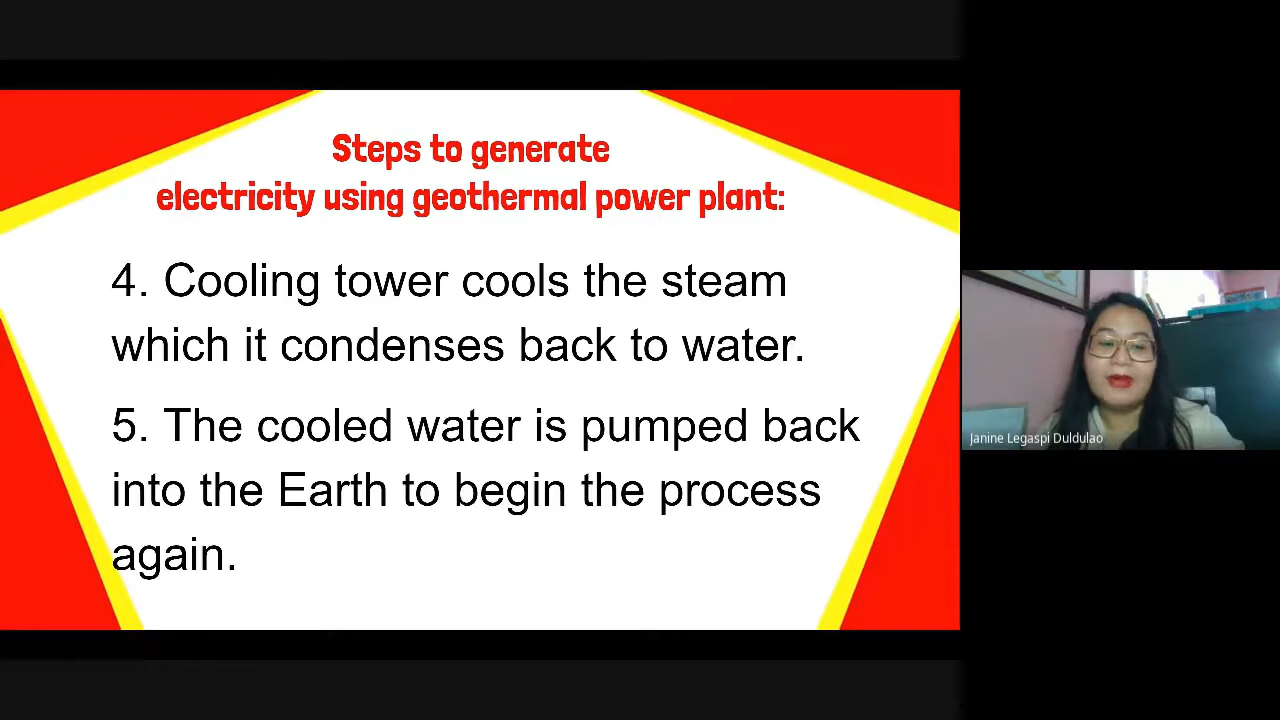 Steps to generate
electricity using geothermal power plant:
4. Cooling tower cools the steam
which it condenses back to water.
5. The cooled water is pumped back
into the Earth to begin the process
again.
Janine Legaspi Duldulao